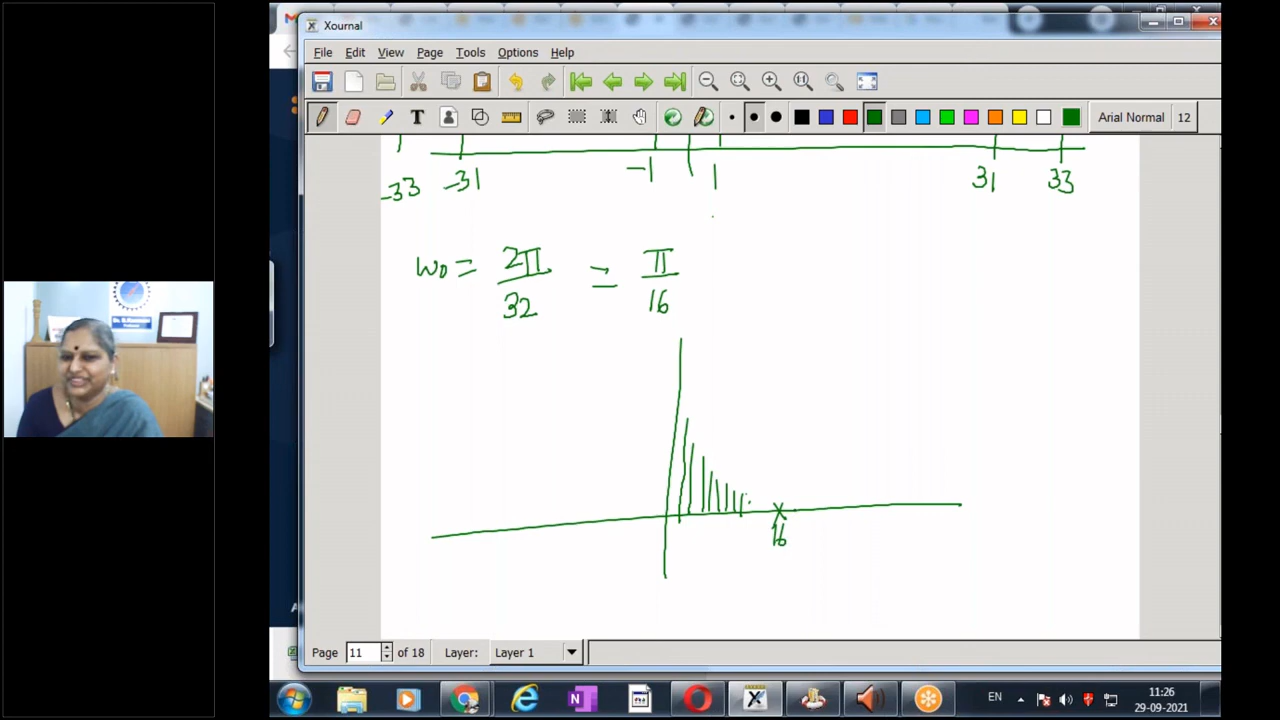 Xournal
File Edit View Page Tools Options Help
T Arial Normal 12
-33 -31 -1 1 31 33
w0 = 2π/32 = π/16
16
Page 11 of 18 Layer: Layer 1
EN 11:26
29-09-2021